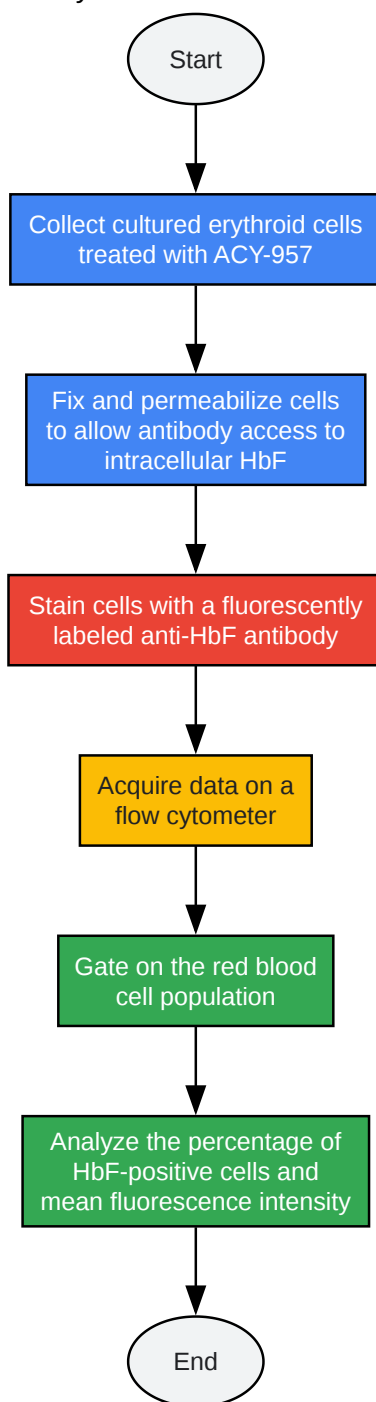 Start
Collect cultured erythroid cells
treated with ACY-957
Fix and permeabilize cells
to allow antibody access to
intracellular HbF
Stain cells with a fluorescently
labeled anti-HbF antibody
Acquire data on a
flow cytometer
Gate on the red blood
cell population
Analyze the percentage of
HbF-positive cells and
mean fluorescence intensity
End